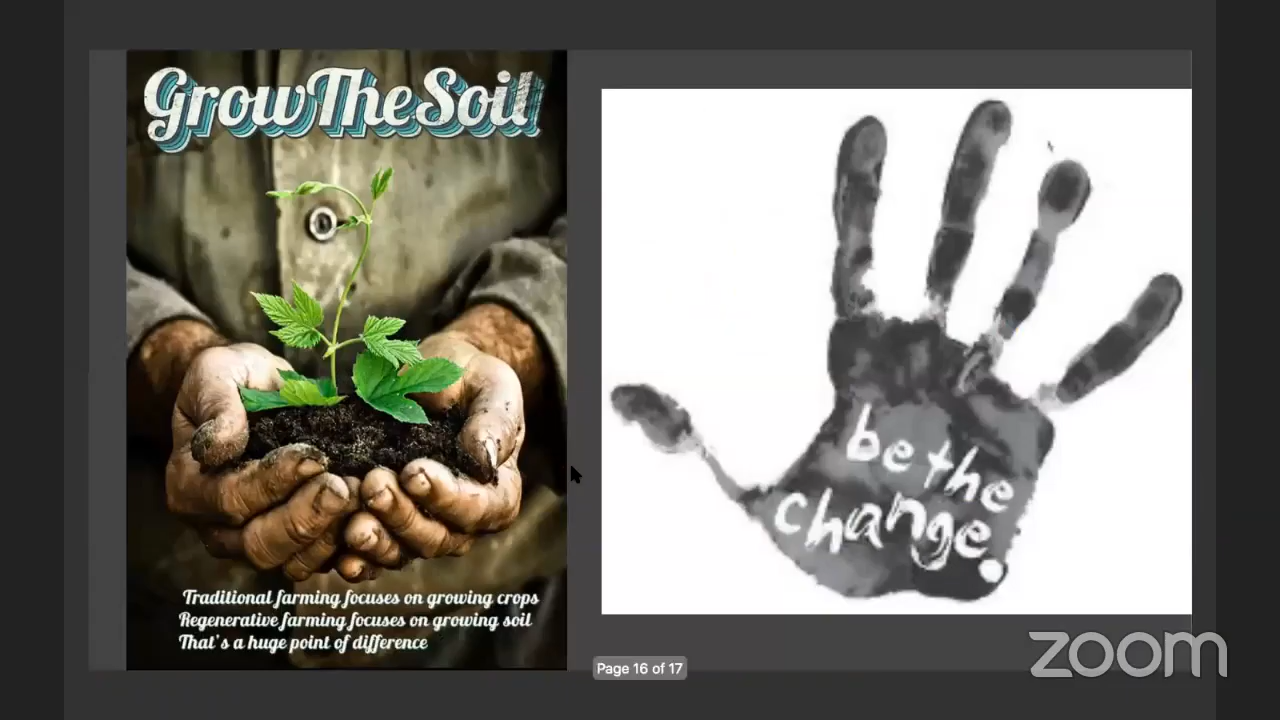 GrowTheSoil
Traditional farming focuses on growing crops
Regenerative farming focuses on growing soil
That's a huge point of difference
be the
change!
Page 16 of 17
zoom